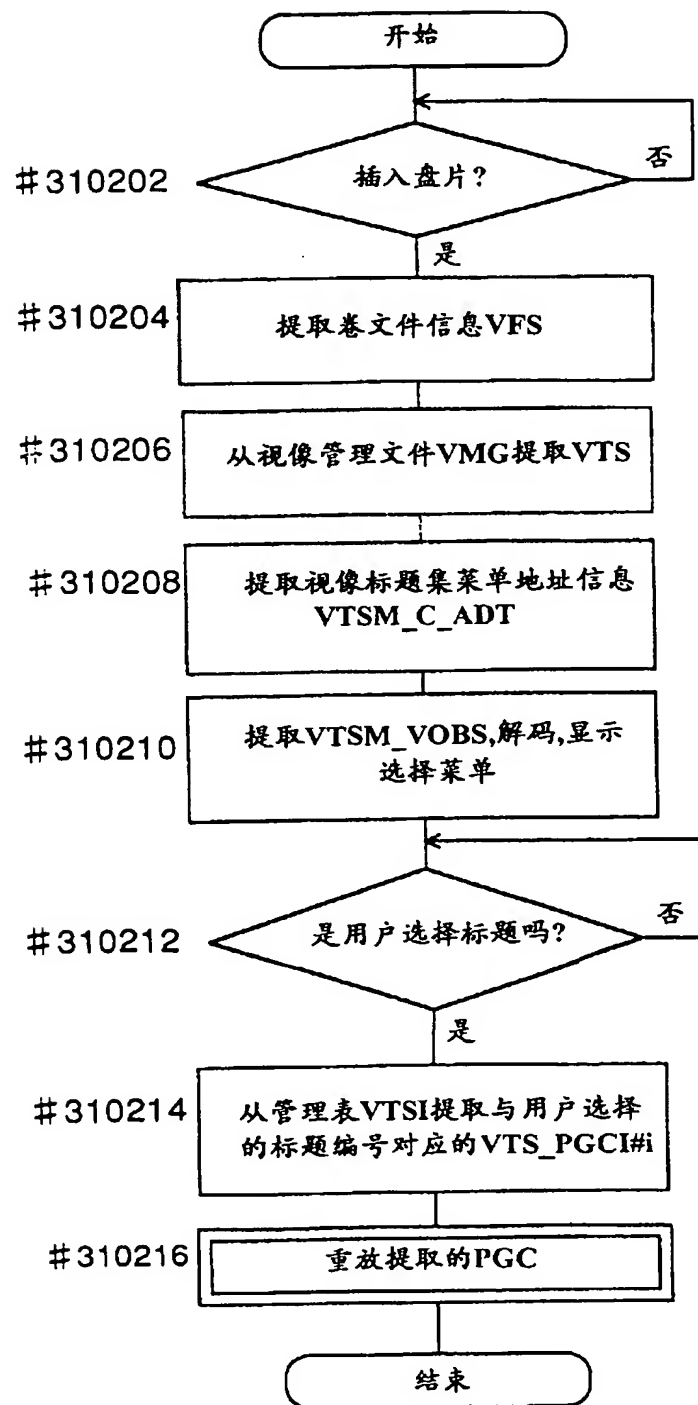 开始
#310202
插入盘片?
否
是
#310204
提取卷文件信息VFS
#310206
从视像管理文件VMG提取VTS
#310208
提取视像标题集菜单地址信息
VTSM_C_ADT
#310210
提取VTSM_VOBS,解码,显示
选择菜单
#310212
是用户选择标题吗?
否
是
#310214
从管理表VTSI提取与用户选择
的标题编号对应的VTS_PGCI#i
#310216
重放提取的PGC
结束